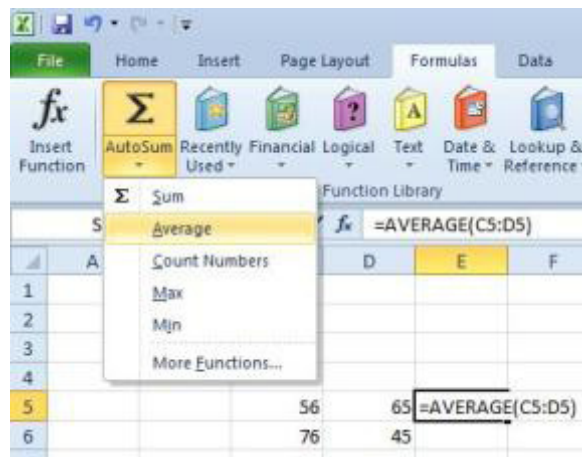 File Home Insert Page Layout Formulas Data
fx Σ ? A
Insert Function AutoSum Recently Used Financial Logical Text Date & Time Lookup & Reference
Function Library
Σ Sum
S fx =AVERAGE(C5:D5)
Average
A D E F
Count Numbers
1
Max
2
Min
3
More Functions...
4
5 56 65 =AVERAGE(C5:D5)
6 76 45